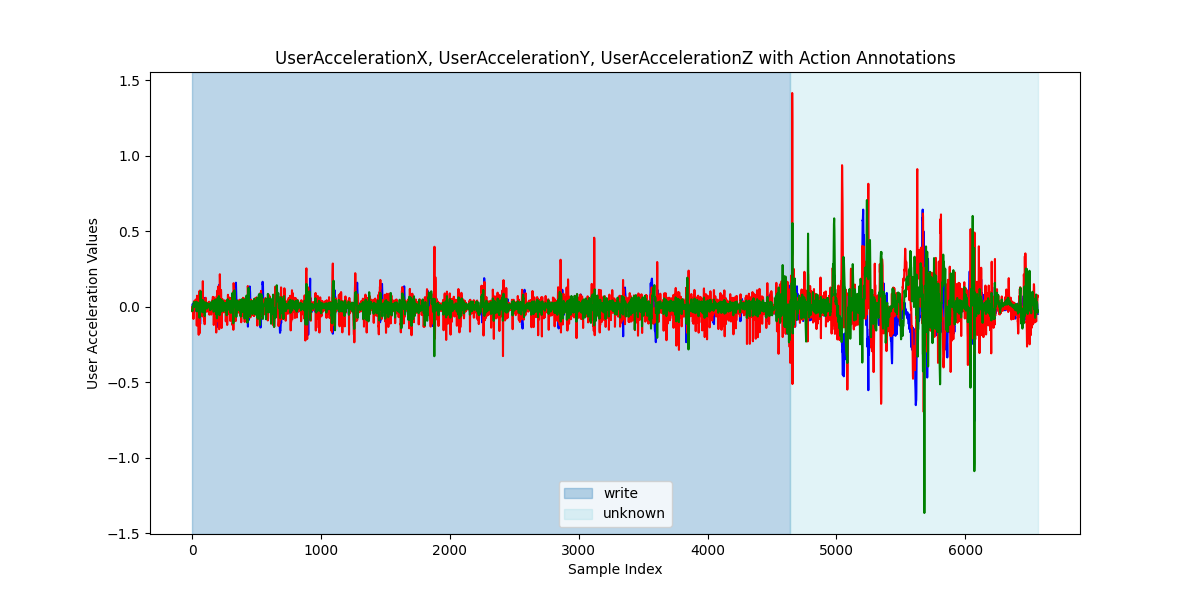 UserAccelerationX, UserAccelerationY, UserAccelerationZ with Action Annotations
1.5
1.0
0.5
0.0
−0.5
−1.0
−1.5
User Acceleration Values
write
unknown
0 1000 2000 3000 4000 5000 6000
Sample Index